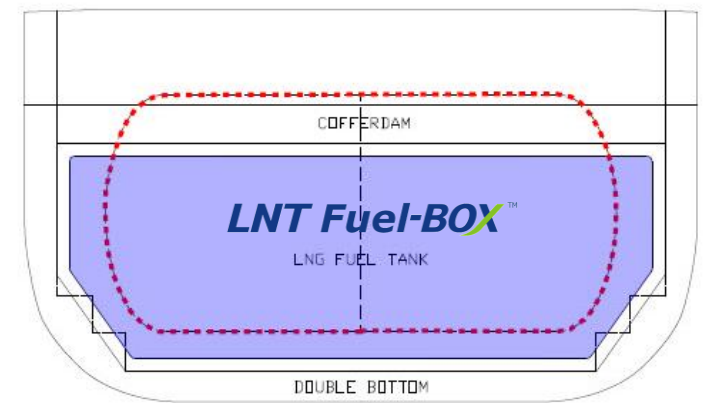 COFFERDAM
LNT Fuel-BOX™
LNG FUEL TANK
DOUBLE BOTTOM